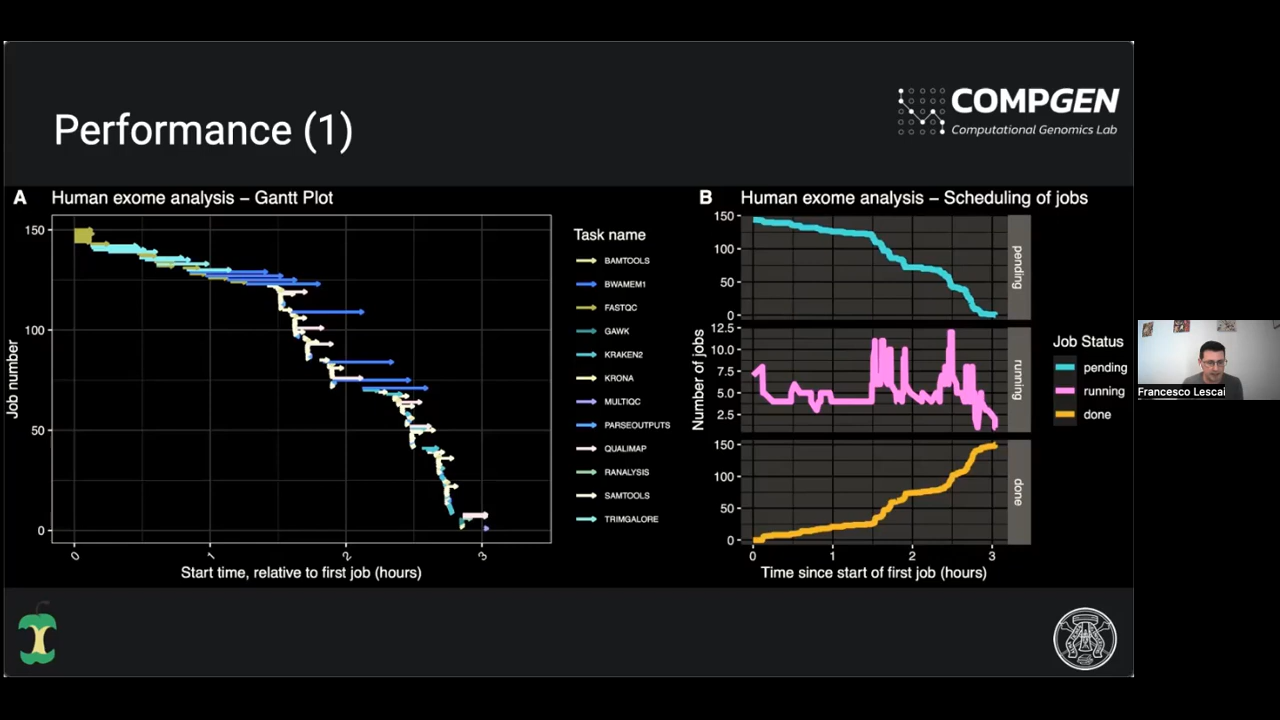 Performance (1)
COMPGEN
Computational Genomics Lab
A
Human exome analysis – Gantt Plot
Job number
150
100
50
0
0
1
2
3
Start time, relative to first job (hours)
Task name
BAMTOOLS
BWAMEM1
FASTQC
GAWK
KRAKEN2
KRONA
MULTIQC
PARSEOUTPUTS
QUALIMAP
RANALYSIS
SAMTOOLS
TRIMGALORE
B
Human exome analysis – Scheduling of jobs
Number of jobs
150
100
50
0
pending
12.5
10.0
7.5
5.0
2.5
running
150
100
50
0
done
0
1
2
3
Time since start of first job (hours)
Job Status
pending
running
done
Francesco Lescai